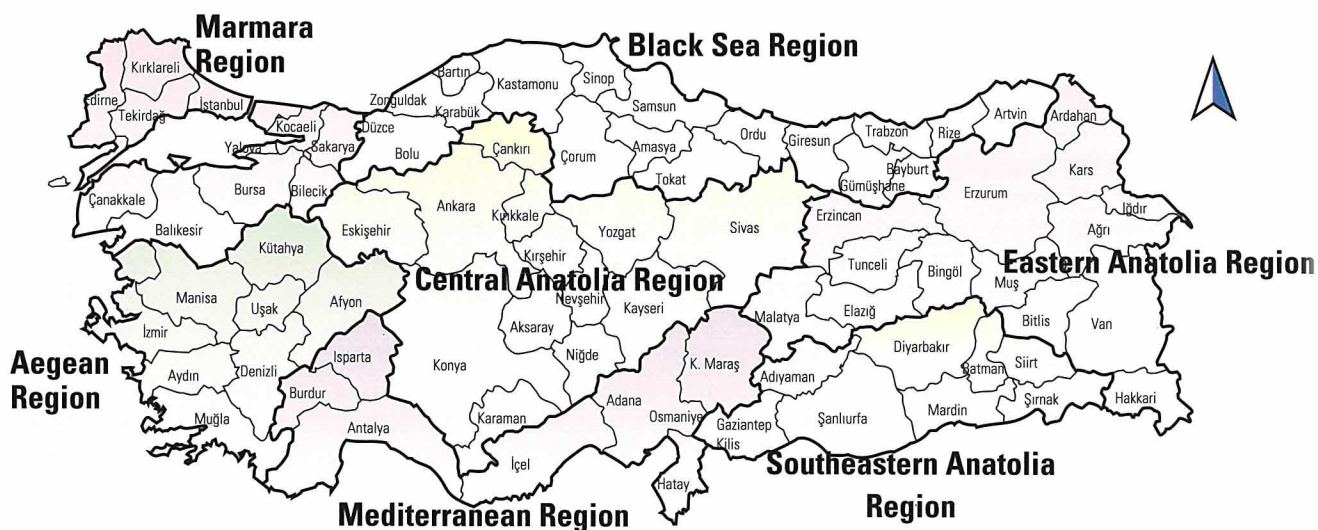 Marmara
Region
Black Sea Region
Kırklareli
Edirne
Tekirdağ
İstanbul
Kocaeli
Yalova
Sakarya
Düzce
Zonguldak
Bartın
Karabük
Kastamonu
Sinop
Samsun
Bolu
Çankırı
Çorum
Amasya
Tokat
Ordu
Giresun
Trabzon
Rize
Artvin
Ardahan
Bayburt
Gümüşhane
Erzurum
Kars
Iğdır
Ağrı
Çanakkale
Balıkesir
Bursa
Bilecik
Kütahya
Eskişehir
Ankara
Kırıkkale
Kırşehir
Yozgat
Sivas
Erzincan
Tunceli
Bingöl
Muş
Eastern Anatolia Region
Central Anatolia Region
Manisa
Uşak
Afyon
İzmir
Nevşehir
Kayseri
Aksaray
Niğde
Malatya
Elazığ
Bitlis
Van
Diyarbakır
Aegean
Region
Aydın
Denizli
Isparta
Burdur
Muğla
Antalya
Konya
Karaman
İçel
Adana
K. Maraş
Osmaniye
Adıyaman
Gaziantep
Kilis
Hatay
Şanlıurfa
Mardin
Batman
Siirt
Şırnak
Hakkari
Southeastern Anatolia
Region
Mediterranean Region